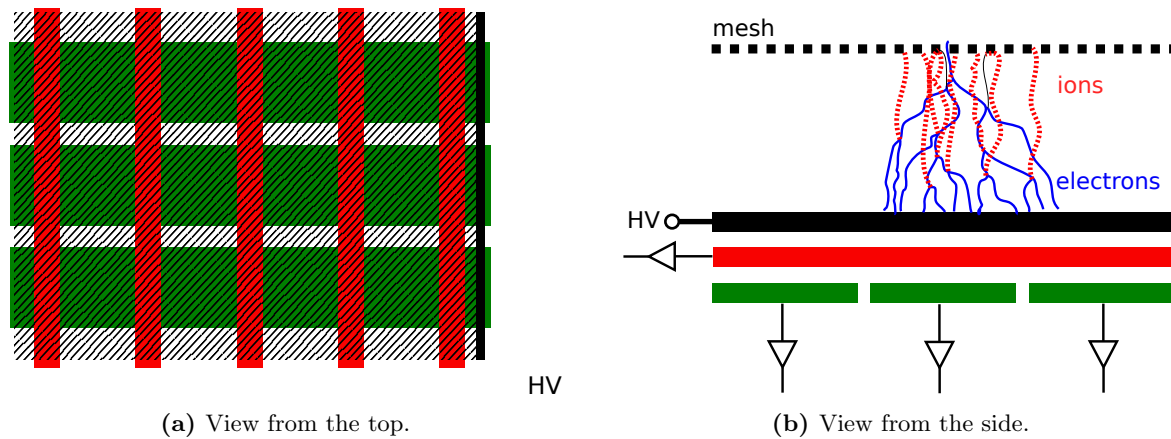 mesh
ions
electrons
HV
HV
(a) View from the top.
(b) View from the side.